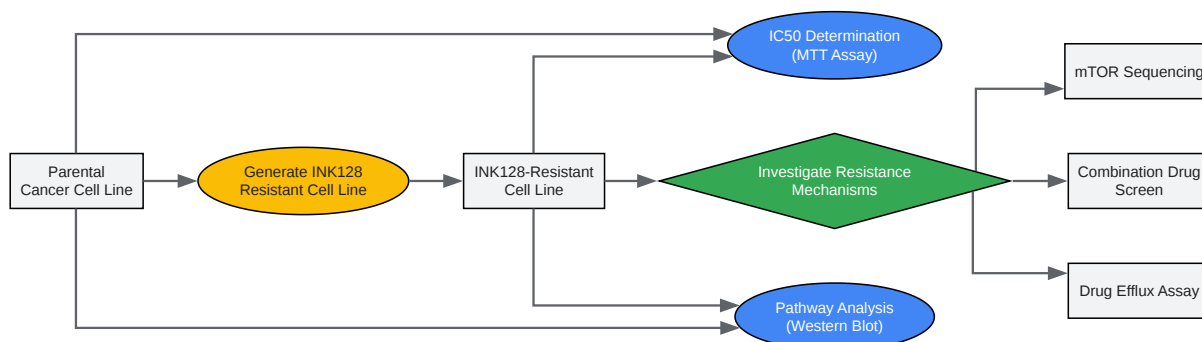 IC50 Determination
(MTT Assay)
mTOR Sequencing
Parental
Cancer Cell Line
Generate INK128
Resistant Cell Line
INK128-Resistant
Cell Line
Investigate Resistance
Mechanisms
Combination Drug
Screen
Drug Efflux Assay
Pathway Analysis
(Western Blot)